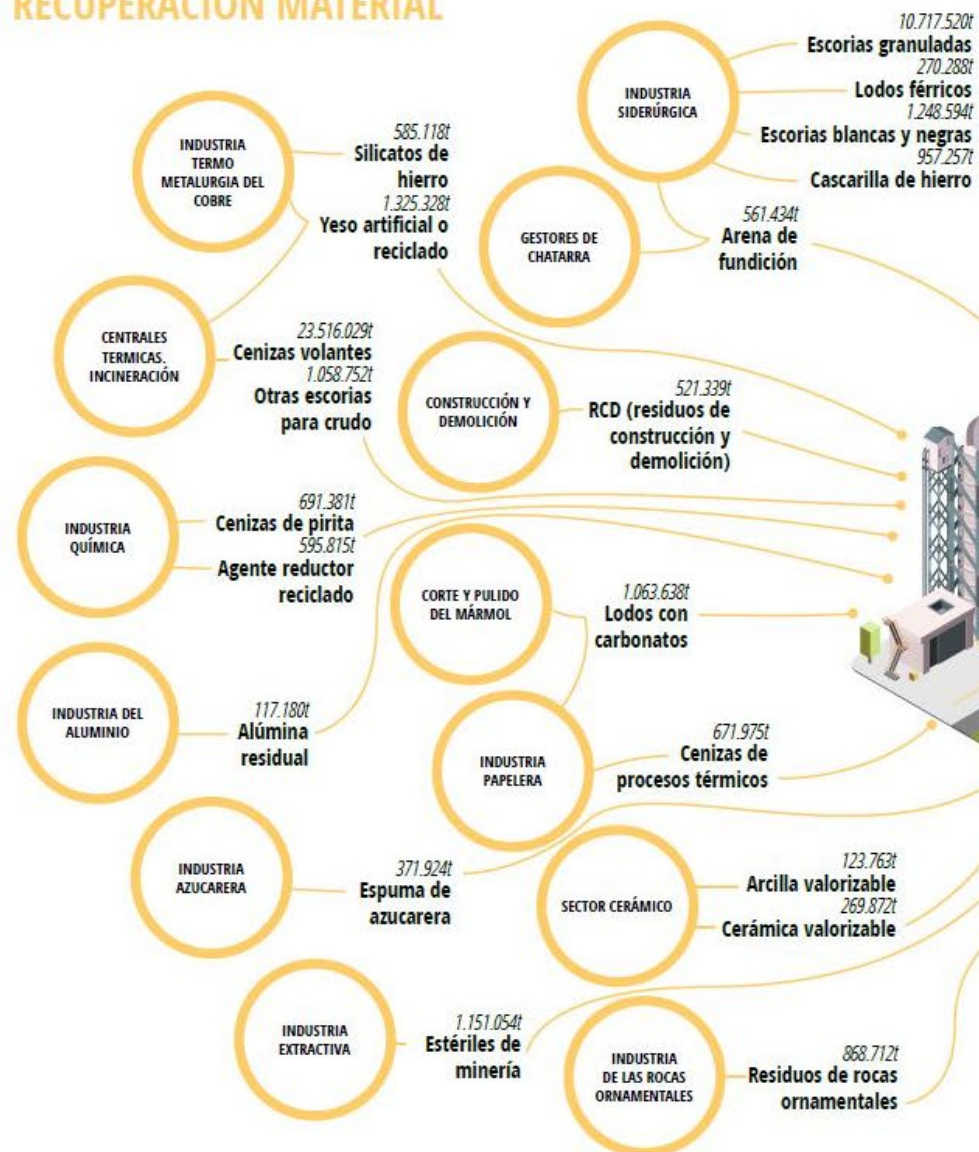 RECUPERACIÓN MATERIAL
INDUSTRIA
SIDERÚRGICA
10.717.520t
Escorias granuladas
270.288t
Lodos férricos
1.248.594t
Escorias blancas y negras
957.257t
Cascarilla de hierro
INDUSTRIA
TERMO
METALURGIA DEL
COBRE
585.118t
Silicatos de
hierro
1.325.328t
Yeso artificial o
reciclado
GESTORES DE
CHATARRA
561.434t
Arena de
fundición
CENTRALES
TERMICAS.
INCINERACIÓN
23.516.029t
Cenizas volantes
1.058.752t
Otras escorias
para crudo
CONSTRUCCIÓN Y
DEMOLICIÓN
521.339t
RCD (residuos de
construcción y
demolición)
INDUSTRIA
QUÍMICA
691.381t
Cenizas de pirita
595.815t
Agente reductor
reciclado
CORTE Y PULIDO
DEL MÁRMOL
1.063.638t
Lodos con
carbonatos
INDUSTRIA DEL
ALUMINIO
117.180t
Alúmina
residual
INDUSTRIA
PAPELERA
671.975t
Cenizas de
procesos térmicos
INDUSTRIA
AZUCARERA
371.924t
Espuma de
azucarera
SECTOR CERÁMICO
123.763t
Arcilla valorizable
269.872t
Cerámica valorizable
INDUSTRIA
EXTRACTIVA
1.151.054t
Estériles de
minería
INDUSTRIA
DE LAS ROCAS
ORNAMENTALES
868.712t
Residuos de rocas
ornamentales